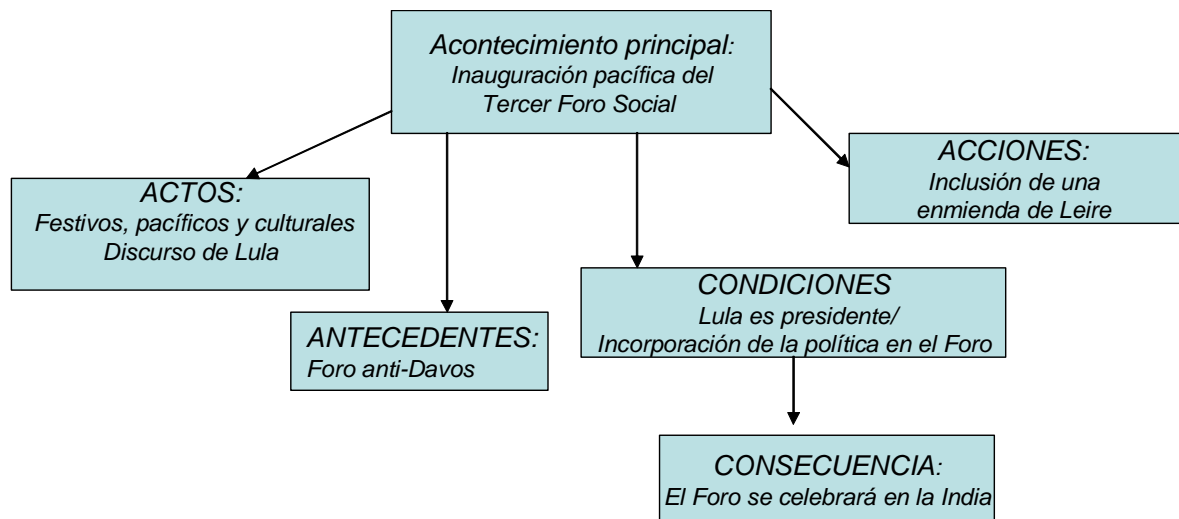 Acontecimiento principal:
Inauguración pacífica del
Tercer Foro Social
ACCIONES:
Inclusión de una
enmienda de Leire
ACTOS:
Festivos, pacíficos y culturales
Discurso de Lula
CONDICIONES
Lula es presidente/
Incorporación de la política en el Foro
ANTECEDENTES:
Foro anti-Davos
CONSECUENCIA:
El Foro se celebrará en la India